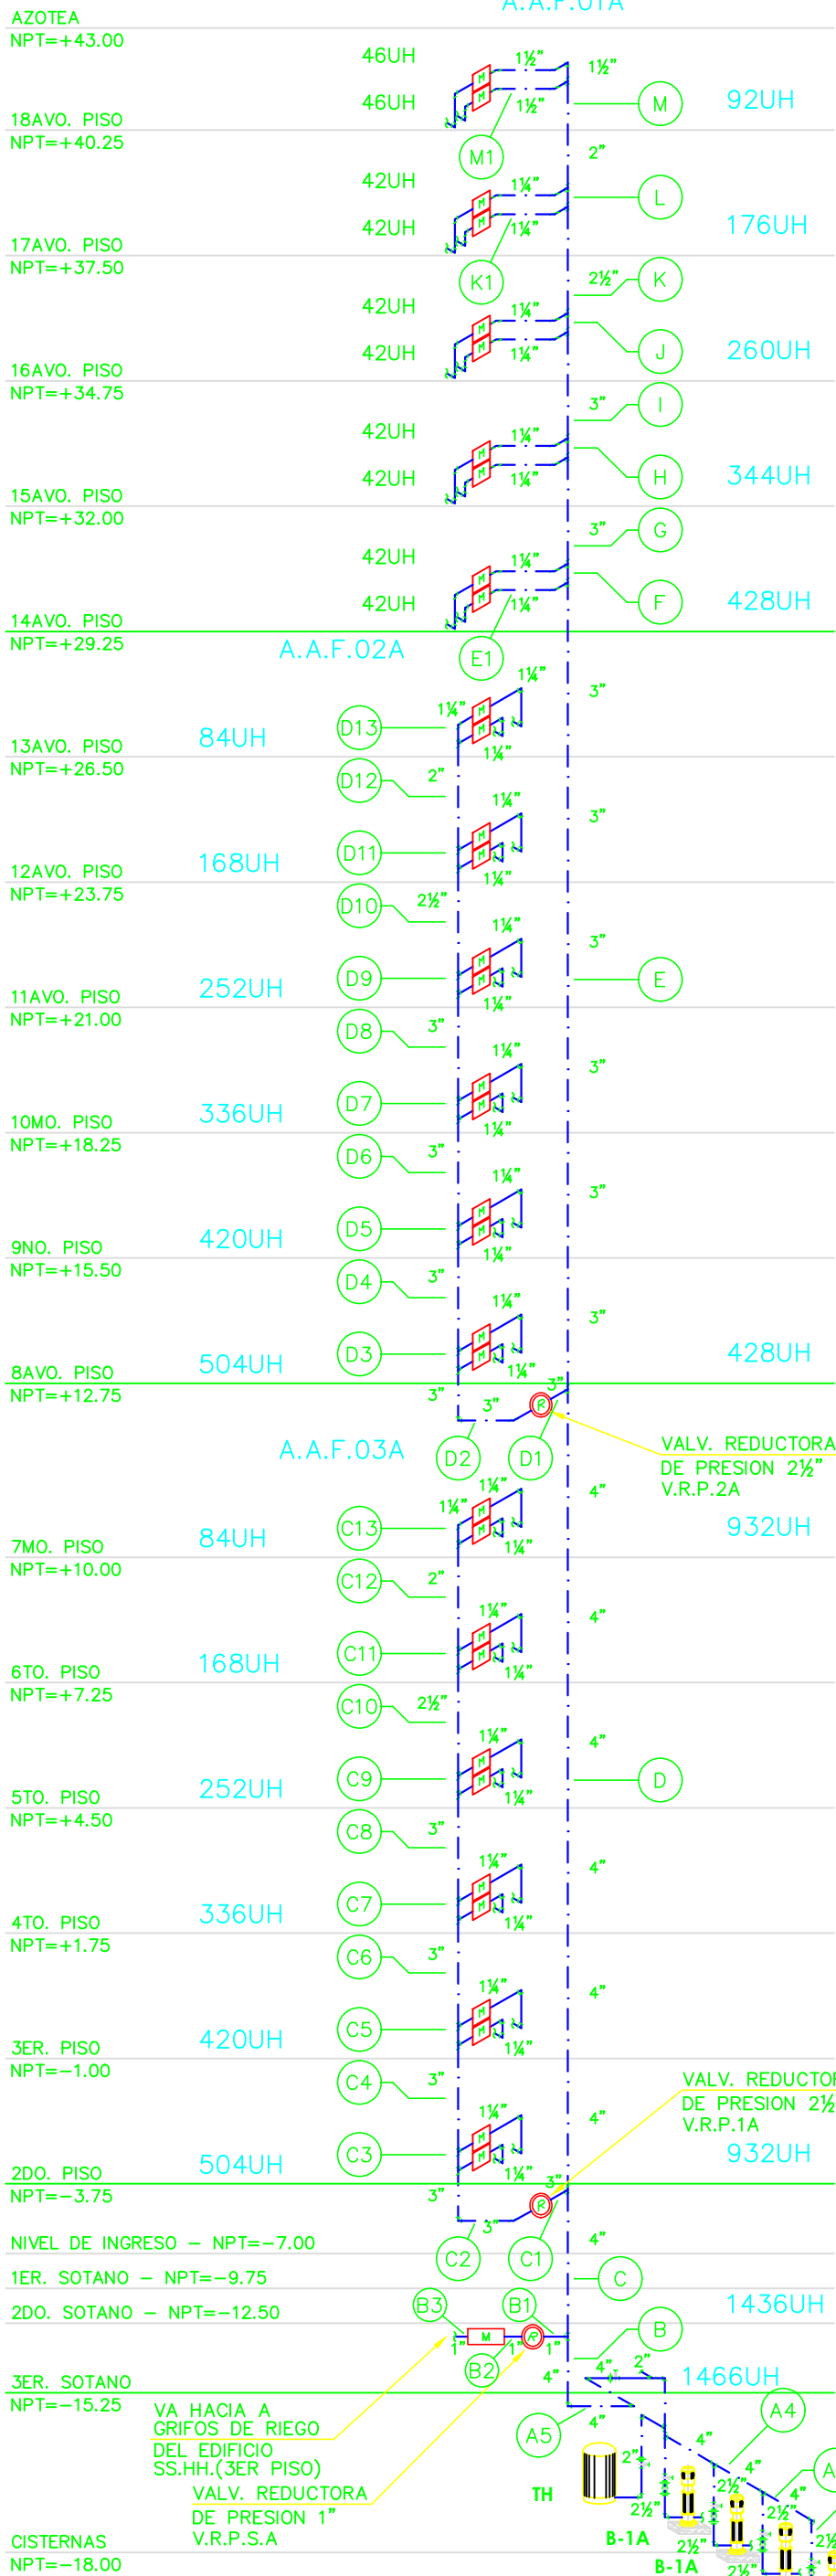 A.A.F.01A
AZOTEA
NPT=+43.00
46UH
1½"
1½"
46UH
1½"
M
92UH
18AVO. PISO
NPT=+40.25
M1
2"
42UH
1¼"
L
42UH
1¼"
176UH
17AVO. PISO
NPT=+37.50
K1
2½"
K
42UH
1¼"
42UH
1¼"
J
260UH
16AVO. PISO
NPT=+34.75
3"
I
42UH
1¼"
42UH
1¼"
H
344UH
15AVO. PISO
NPT=+32.00
3"
G
42UH
1¼"
42UH
1¼"
F
428UH
14AVO. PISO
NPT=+29.25
A.A.F.02A
E1
1¼"
3"
1¼"
13AVO. PISO
84UH
D13
1¼"
NPT=+26.50
D12
2"
1¼"
3"
12AVO. PISO
168UH
D11
1¼"
NPT=+23.75
D10
2½"
1¼"
3"
11AVO. PISO
252UH
D9
1¼"
E
NPT=+21.00
D8
3"
1¼"
3"
10MO. PISO
336UH
D7
1¼"
NPT=+18.25
D6
3"
1¼"
3"
9NO. PISO
420UH
D5
1¼"
NPT=+15.50
D4
3"
1¼"
3"
8AVO. PISO
504UH
D3
1¼"
428UH
NPT=+12.75
3"
3"
3"
A.A.F.03A
D2
D1
VALV. REDUCTORA
DE PRESION 2½"
V.R.P.2A
1¼"
4"
1¼"
7MO. PISO
84UH
C13
1¼"
932UH
NPT=+10.00
C12
2"
1¼"
4"
6TO. PISO
168UH
C11
1¼"
NPT=+7.25
C10
2½"
1¼"
4"
5TO. PISO
252UH
C9
1¼"
D
NPT=+4.50
C8
3"
1¼"
4"
4TO. PISO
336UH
C7
1¼"
NPT=+1.75
C6
3"
1¼"
4"
3ER. PISO
420UH
C5
1¼"
NPT=-1.00
C4
3"
VALV. REDUCTOR
DE PRESION 2½
V.R.P.1A
1¼"
4"
2DO. PISO
504UH
C3
1¼"
932UH
NPT=-3.75
3"
3"
3"
NIVEL DE INGRESO - NPT=-7.00
C2
C1
4"
1ER. SOTANO - NPT=-9.75
C
2DO. SOTANO - NPT=-12.50
B3
B1
1436UH
M
R
B
1"
B2
1"
1"
4"
4"
2"
3ER. SOTANO
1466UH
NPT=-15.25
A5
4"
A4
VA HACIA A
GRIFOS DE RIEGO
DEL EDIFICIO
SS.HH.(3ER PISO)
4"
4"
A
VALV. REDUCTORA
DE PRESION 1"
V.R.P.S.A
TH
2"
2½"
2½"
2½"
2½"
2½"
2½
B-1A
B-1A
CISTERNAS
NPT=-18.00